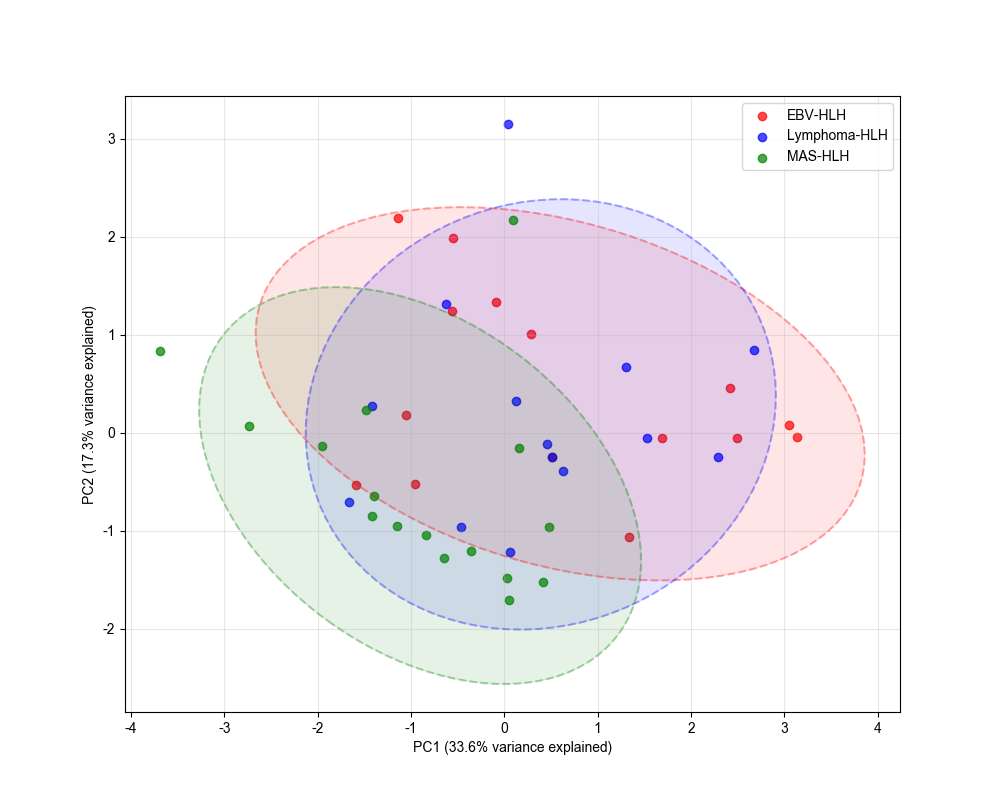 EBV-HLH
Lymphoma-HLH
MAS-HLH
PC2 (17.3% variance explained)
3
2
1
0
-1
-2
-4 -3 -2 -1 0 1 2 3 4
PC1 (33.6% variance explained)